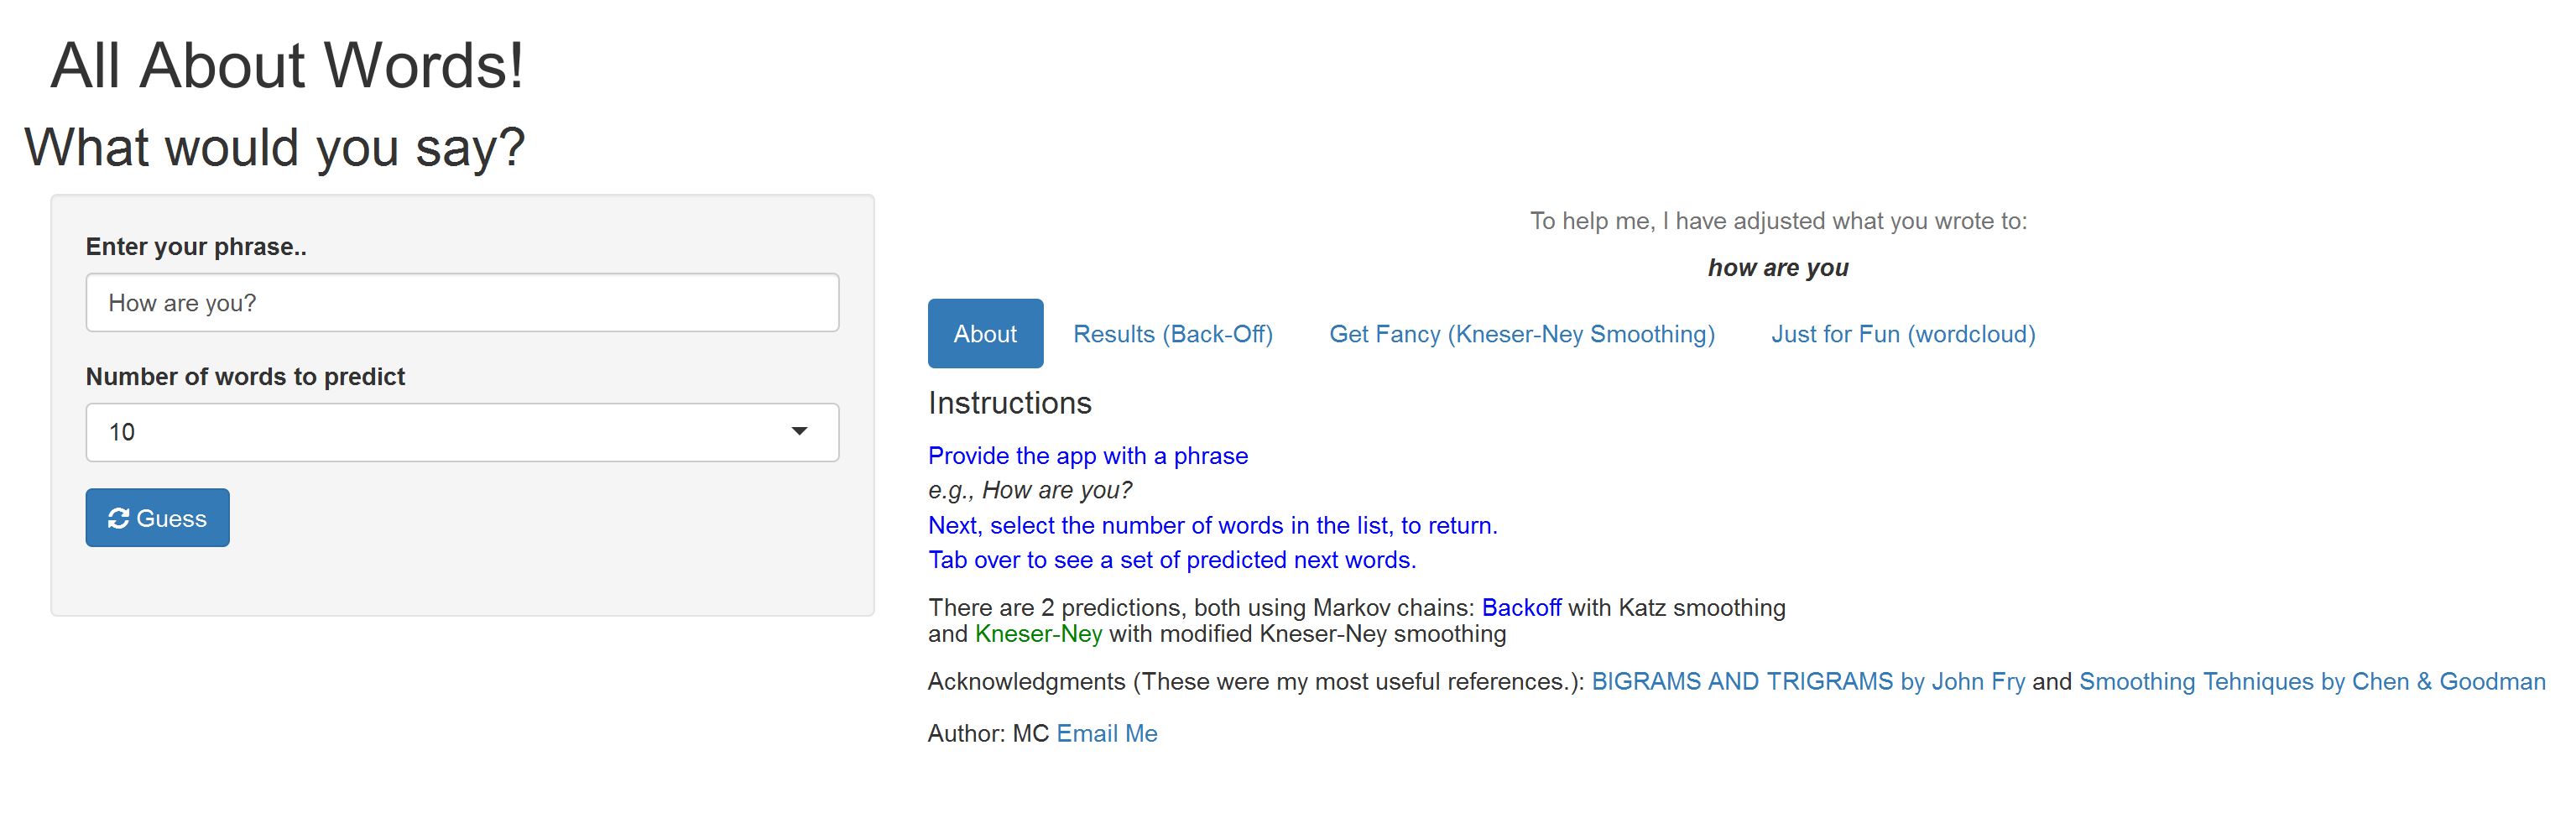 All About Words!
What would you say?
Enter your phrase..
How are you?
Number of words to predict
10
Guess
To help me, I have adjusted what you wrote to:
how are you
About Results (Back-Off) Get Fancy (Kneser-Ney Smoothing) Just for Fun (wordcloud)
Instructions
Provide the app with a phrase
e.g., How are you?
Next, select the number of words in the list, to return.
Tab over to see a set of predicted next words.
There are 2 predictions, both using Markov chains: Backoff with Katz smoothing
and Kneser-Ney with modified Kneser-Ney smoothing
Acknowledgments (These were my most useful references.): BIGRAMS AND TRIGRAMS by John Fry and Smoothing Tehniques by Chen & Goodman
Author: MC Email Me